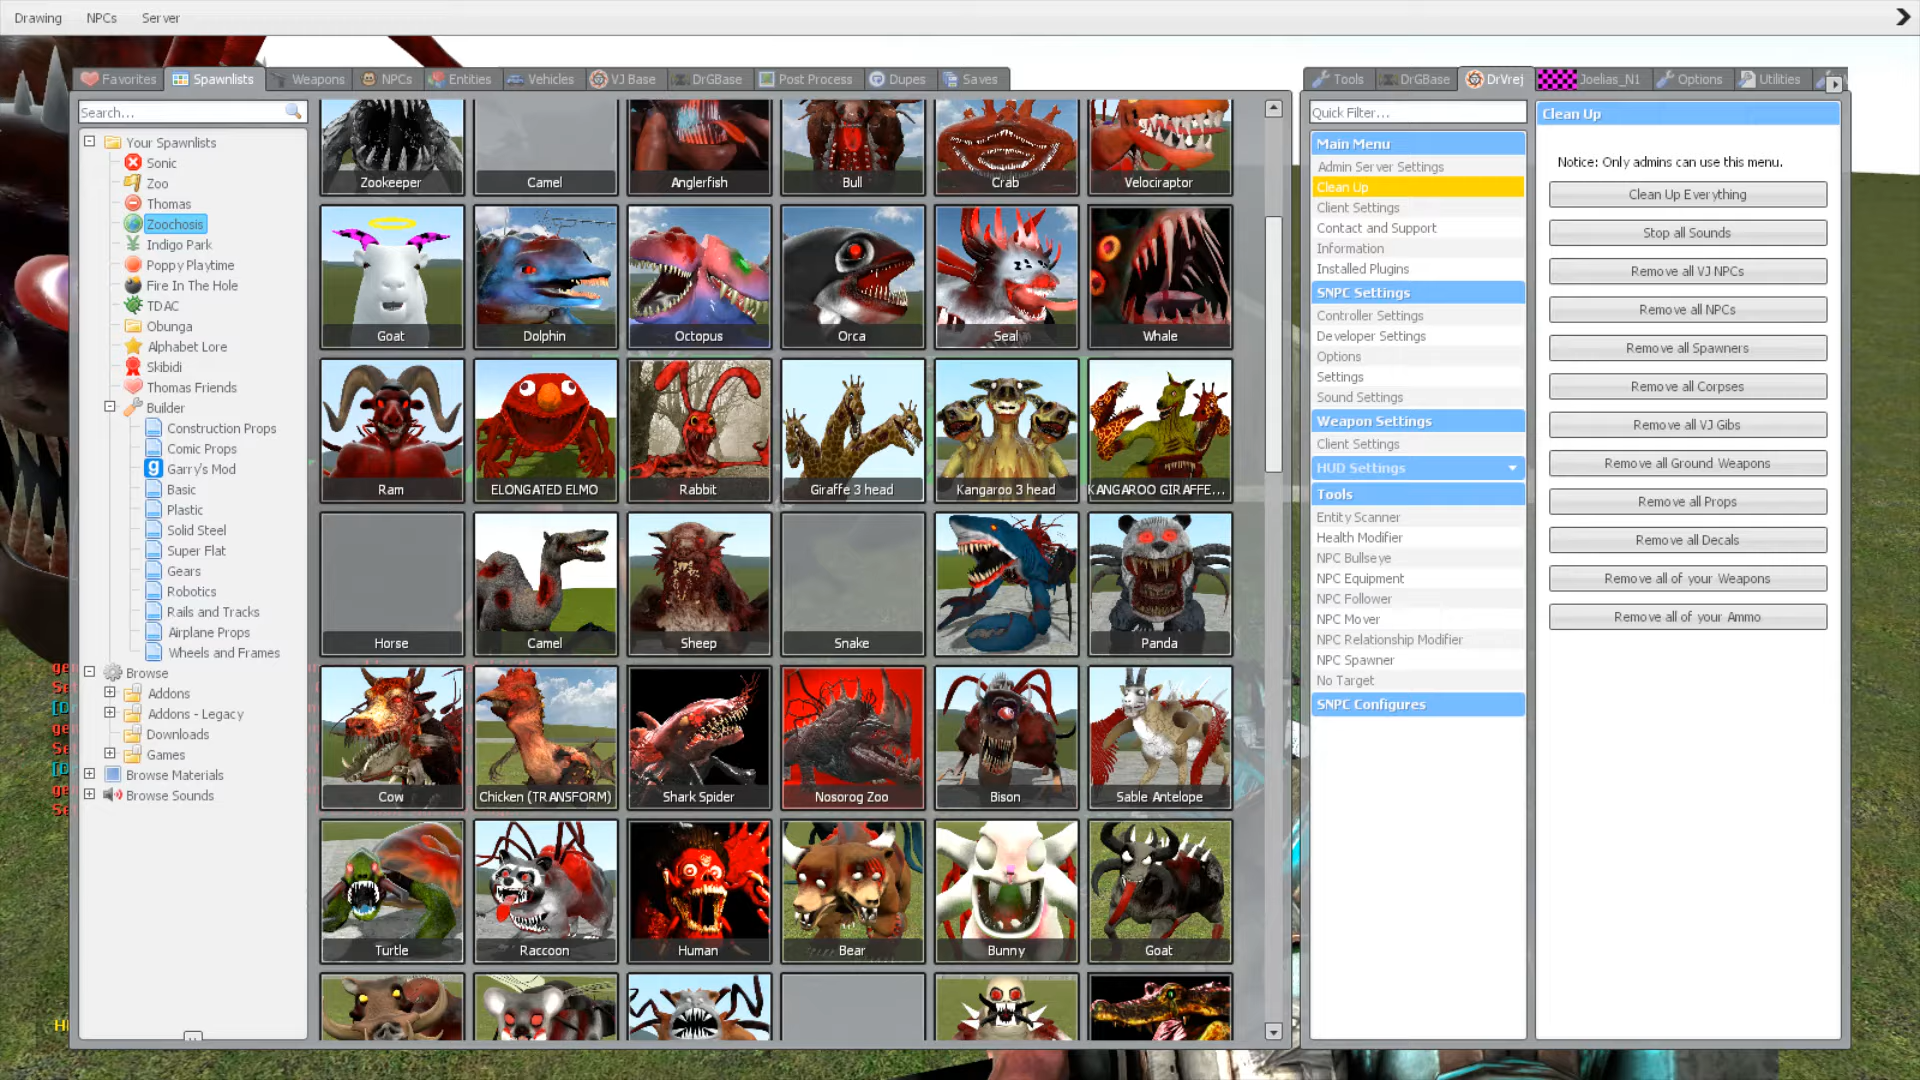 Drawing NPCs Server
Favorites Spawnlists Weapons NPCs Entities Vehicles VJ Base DrGBase Post Process Dupes Saves
Search...
Your Spawnlists
Sonic
Zoo
Thomas
Zoochosis
Indigo Park
Poppy Playtime
Fire In The Hole
TDAC
Obunga
Alphabet Lore
Skibidi
Thomas Friends
Builder
Construction Props
Comic Props
Garry's Mod
Basic
Plastic
Solid Steel
Super Flat
Gears
Robotics
Rails and Tracks
Airplane Props
Wheels and Frames
Browse
Addons
Addons - Legacy
Downloads
Games
Browse Materials
Browse Sounds
Zookeeper Camel Anglerfish Bull Crab Velociraptor
Goat Dolphin Octopus Orca Seal Whale
Ram ELONGATED ELMO Rabbit Giraffe 3 head Kangaroo 3 head KANGAROO GIRAFFE...
Horse Camel Sheep Snake Panda
Cow Chicken (TRANSFORM) Shark Spider Nosorog Zoo Bison Sable Antelope
Turtle Raccoon Human Bear Bunny Goat
Tools DrGBase DrVrej Joelias_N1 Options Utilities
Quick Filter...
Main Menu
Admin Server Settings
Clean Up
Client Settings
Contact and Support
Information
Installed Plugins
SNPC Settings
Controller Settings
Developer Settings
Options
Settings
Sound Settings
Weapon Settings
Client Settings
HUD Settings
Tools
Entity Scanner
Health Modifier
NPC Bullseye
NPC Equipment
NPC Follower
NPC Mover
NPC Relationship Modifier
NPC Spawner
No Target
SNPC Configures
Clean Up
Notice: Only admins can use this menu.
Clean Up Everything
Stop all Sounds
Remove all VJ NPCs
Remove all NPCs
Remove all Spawners
Remove all Corpses
Remove all VJ Gibs
Remove all Ground Weapons
Remove all Props
Remove all Decals
Remove all of your Weapons
Remove all of your Ammo